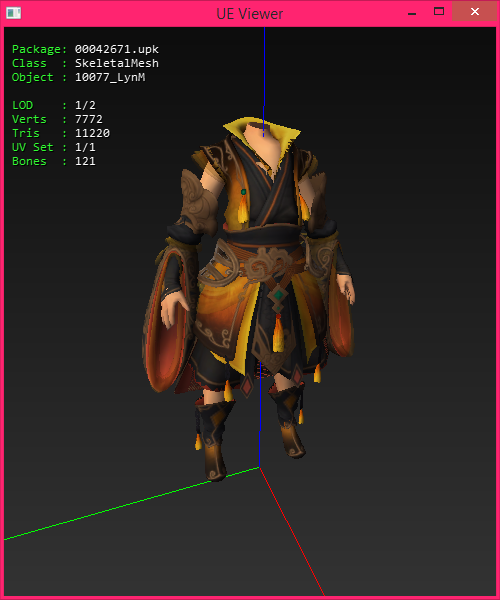 UE Viewer
Package: 00042671.upk
Class  : SkeletalMesh
Object : 10077_LynM
LOD    : 1/2
Verts  : 7772
Tris   : 11220
UV Set : 1/1
Bones  : 121